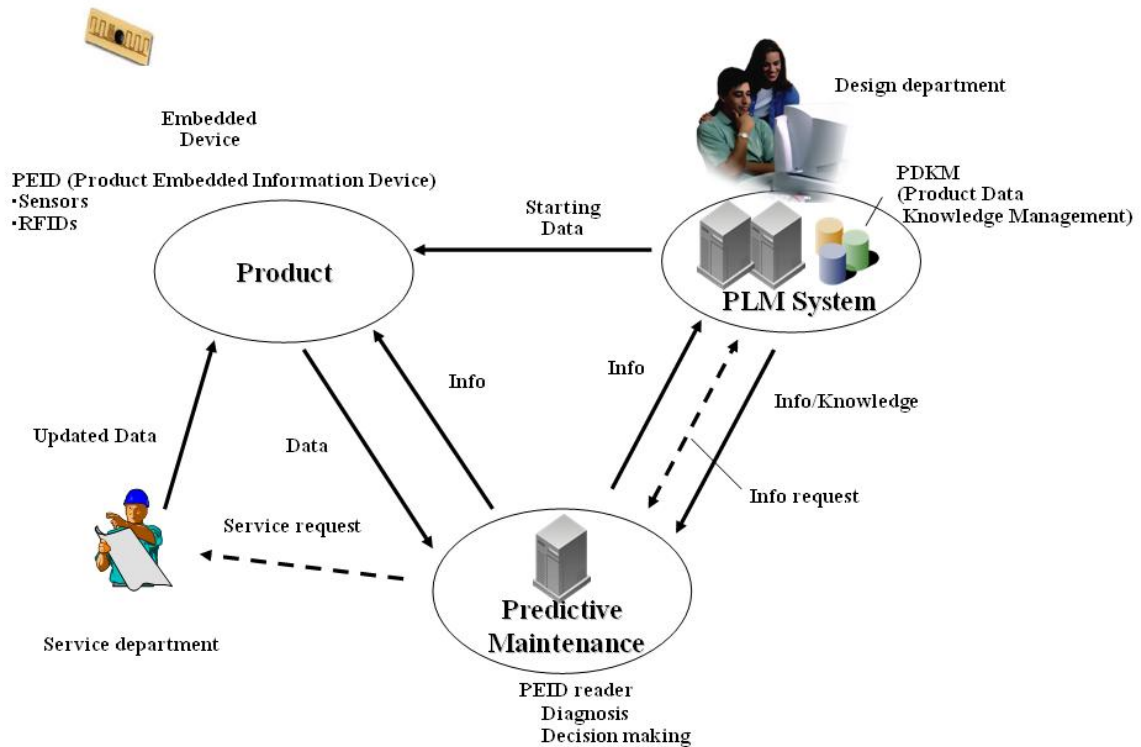 Embedded
Device
PEID (Product Embedded Information Device)
·Sensors
·RFIDs
Design department
PDKM
(Product Data
Knowledge Management)
Starting
Data
Product
PLM System
Info
Info
Info/Knowledge
Updated Data
Data
Info request
Service request
Predictive
Maintenance
Service department
PEID reader
Diagnosis
Decision making